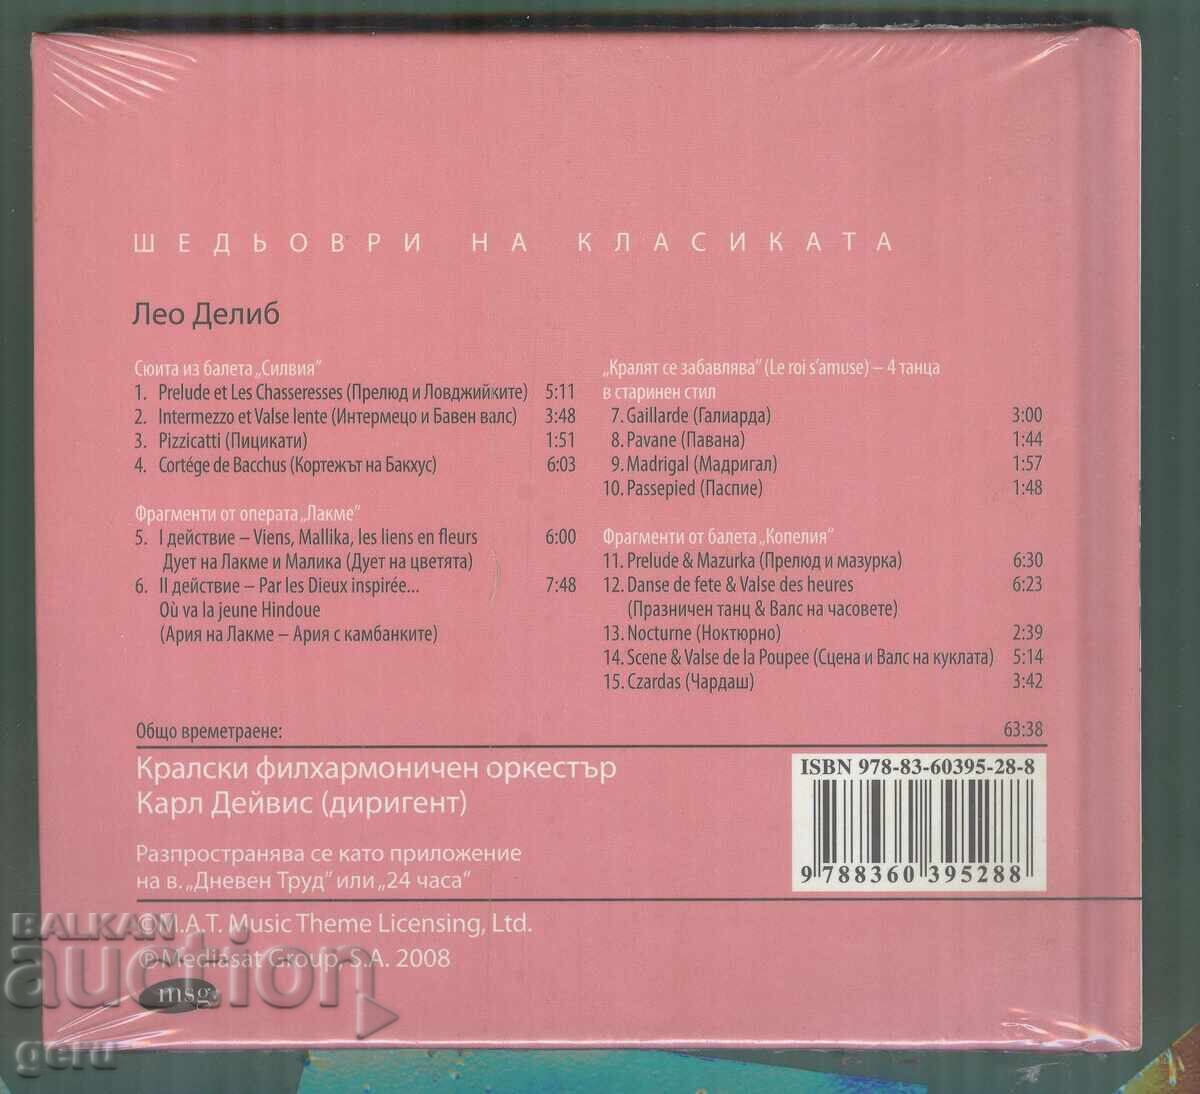 ШЕДЬОВРИ НА КЛАСИКАТА
Лео Делиб
Сюита из балета „Силвия“
1. Prelude et Les Chasseresses (Прелюд и Ловджийките) 5:11
2. Intermezzo et Valse lente (Интермецо и Бавен валс) 3:48
3. Pizzicatti (Пицикати) 1:51
4. Cortége de Bacchus (Кортежът на Бакхус) 6:03
Фрагменти от операта „Лакме“
5. I действие – Viens, Mallika, les liens en fleurs 6:00
Дует на Лакме и Малика (Дует на цветята)
6. II действие – Par les Dieux inspirée... 7:48
Où va la jeune Hindoue
(Ария на Лакме – Ария с камбанките)
„Кралят се забавлява“ (Le roi s'amuse) – 4 танца
в старинен стил
7. Gaillarde (Галиарда) 3:00
8. Pavane (Павана) 1:44
9. Madrigal (Мадригал) 1:57
10. Passepied (Паспие) 1:48
Фрагменти от балета „Копелия“
11. Prelude & Mazurka (Прелюд и мазурка) 6:30
12. Danse de fete & Valse des heures 6:23
(Празничен танц & Валс на часовете)
13. Nocturne (Ноктюрно) 2:39
14. Scene & Valse de la Poupee (Сцена и Валс на куклата) 5:14
15. Czardas (Чардаш) 3:42
Общо времетраене: 63:38
Кралски филхармоничен оркестър
Карл Дейвис (диригент)
Разпространява се като приложение
на в. „Дневен Труд“ или „24 часа“
©M.A.T. Music Theme Licensing, Ltd.
℗Mediasat Group, S.A. 2008
msg
ISBN 978-83-60395-28-8
9 788360 395288
BALKAN
auction
geru